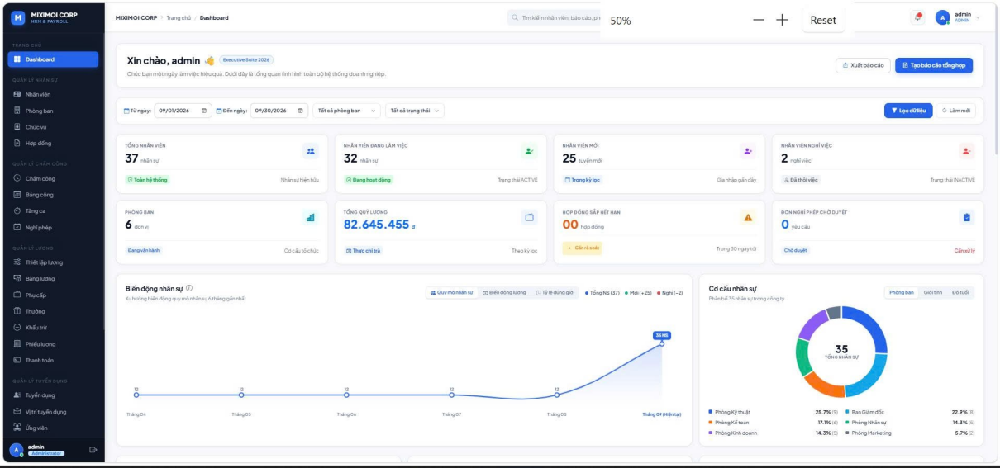 MIXIMOI CORP
HRM & PAYROLL
MIXIMOI CORP > Trang chủ / Dashboard
Tìm kiếm nhân viên, báo cáo, ph
50%
Reset
admin
ADMIN
TRANG CHỦ
Dashboard
QUẢN LÝ NHÂN SỰ
Nhân viên
Phòng ban
Chức vụ
Hợp đồng
QUẢN LÝ CHẤM CÔNG
Chấm công
Bảng công
Tăng ca
Nghỉ phép
QUẢN LÝ LƯƠNG
Thiết lập lương
Bảng lương
Phụ cấp
Thưởng
Khấu trừ
Phiếu lương
Thanh toán
QUẢN LÝ TUYỂN DỤNG
Tuyển dụng
Vị trí tuyển dụng
Ứng viên
admin
Administrator
Xin chào, admin
Executive Suite 2026
Chúc bạn một ngày làm việc hiệu quả. Dưới đây là tổng quan tình hình toàn bộ hệ thống doanh nghiệp.
Xuất báo cáo
Tạo báo cáo tổng hợp
Từ ngày: 09/01/2026
Đến ngày: 09/30/2026
Tất cả phòng ban
Tất cả trạng thái
Lọc dữ liệu
Làm mới
TỔNG NHÂN VIÊN
37 nhân sự
Toàn hệ thống
Nhân sự hiện hữu
NHÂN VIÊN ĐANG LÀM VIỆC
32 nhân sự
Đang hoạt động
Trạng thái ACTIVE
NHÂN VIÊN MỚI
25 tuyển mới
Trong kỳ lọc
Gia nhập gần đây
NHÂN VIÊN NGHỈ VIỆC
2 nghỉ việc
Đã thôi việc
Trạng thái INACTIVE
PHÒNG BAN
6 đơn vị
Đang vận hành
Cơ cấu tổ chức
TỔNG QUỸ LƯƠNG
82.645.455 đ
Thực chi trả
Theo kỳ lọc
HỢP ĐỒNG SẮP HẾT HẠN
00 hợp đồng
Cần rà soát
Trong 30 ngày tới
ĐƠN NGHỈ PHÉP CHỜ DUYỆT
0 yêu cầu
Chờ duyệt
Cần xử lý
Biến động nhân sự
Xu hướng biến động quy mô nhân sự 6 tháng gần nhất
Quy mô nhân sự
Biến động lương
Tỷ lệ đúng giờ
Tổng NS (37)
Mới (+25)
Nghỉ (-2)
35 NS
12
12
12
12
12
Tháng 04
Tháng 05
Tháng 06
Tháng 07
Tháng 08
Tháng 09 (Hiện tại)
Cơ cấu nhân sự
Phân bổ 35 nhân sự trong công ty
Phòng ban
Giới tính
Độ tuổi
35
TỔNG NHÂN SỰ
Phòng Kỹ thuật 25.7% (9)
Ban Giám đốc 22.9% (8)
Phòng Kế toán 17.1% (6)
Phòng Nhân sự 14.3% (5)
Phòng Kinh doanh 14.3% (5)
Phòng Marketing 5.7% (2)